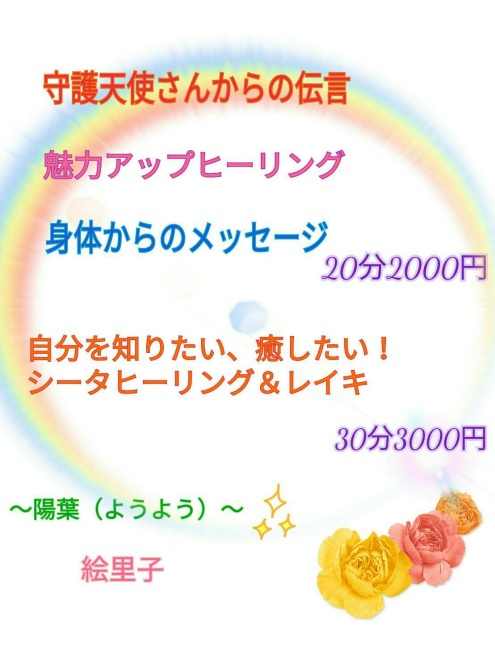 守護天使さんからの伝言
魅力アップヒーリング
身体からのメッセージ
20分2000円
自分を知りたい、癒したい！
シータヒーリング＆レイキ
30分3000円
～陽葉（ようよう）～
絵里子